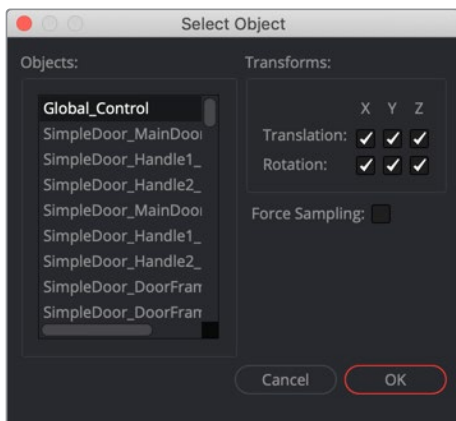 Select Object
Objects:
Global_Control
SimpleDoor_MainDoor
SimpleDoor_Handle1_
SimpleDoor_Handle2_
SimpleDoor_MainDoor
SimpleDoor_Handle1_
SimpleDoor_Handle2_
SimpleDoor_DoorFram
SimpleDoor_DoorFram
Transforms:
X Y Z
Translation:
Rotation:
Force Sampling:
Cancel OK